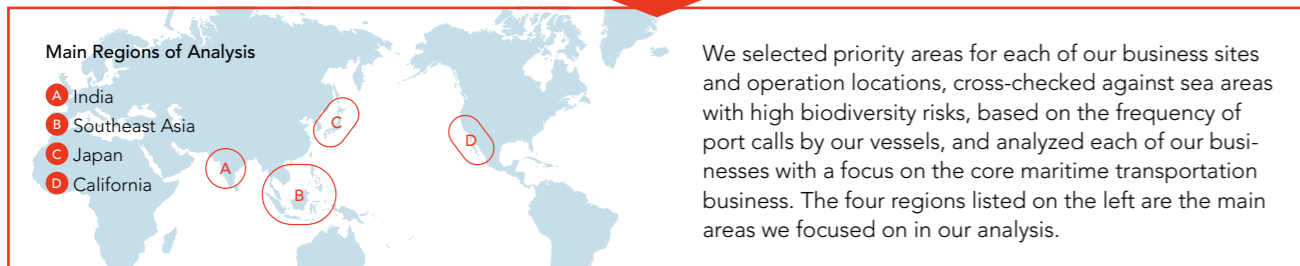 Main Regions of Analysis
A India
B Southeast Asia
C Japan
D California
A
B
C
D
We selected priority areas for each of our business sites
and operation locations, cross-checked against sea areas
with high biodiversity risks, based on the frequency of
port calls by our vessels, and analyzed each of our busi-
nesses with a focus on the core maritime transportation
business. The four regions listed on the left are the main
areas we focused on in our analysis.